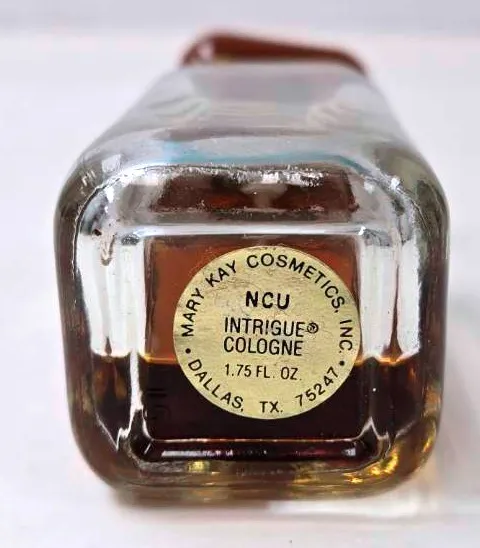 MARY KAY COSMETICS, INC.
NCU
INTRIGUE® 
COLOGNE
1.75 FL. OZ.
• DALLAS, TX. 75247 •